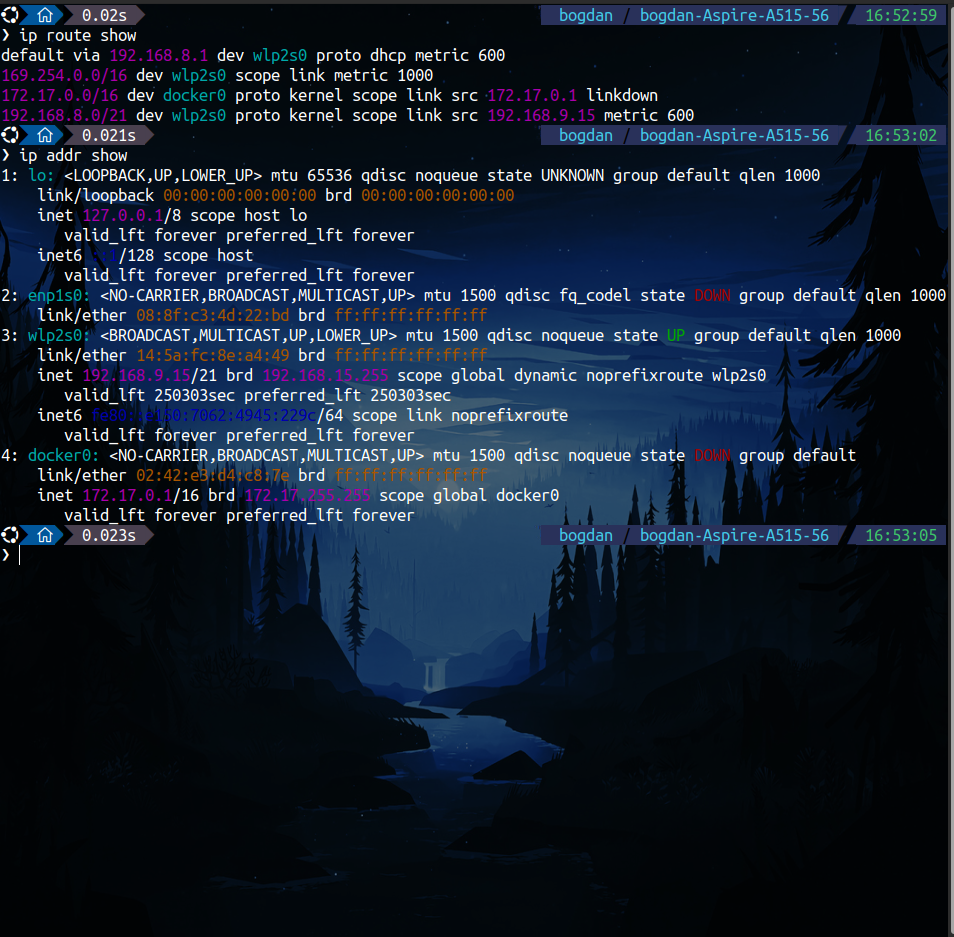 0.02s bogdan / bogdan-Aspire-A515-56 16:52:59
❯ ip route show
default via 192.168.8.1 dev wlp2s0 proto dhcp metric 600
169.254.0.0/16 dev wlp2s0 scope link metric 1000
172.17.0.0/16 dev docker0 proto kernel scope link src 172.17.0.1 linkdown
192.168.8.0/21 dev wlp2s0 proto kernel scope link src 192.168.9.15 metric 600
0.021s bogdan / bogdan-Aspire-A515-56 16:53:02
❯ ip addr show
1: lo: <LOOPBACK,UP,LOWER_UP> mtu 65536 qdisc noqueue state UNKNOWN group default qlen 1000
link/loopback 00:00:00:00:00:00 brd 00:00:00:00:00:00
inet 127.0.0.1/8 scope host lo
valid_lft forever preferred_lft forever
inet6 /128 scope host
valid_lft forever preferred_lft forever
2: enp1s0: <NO-CARRIER,BROADCAST,MULTICAST,UP> mtu 1500 qdisc fq_codel state DOWN group default qlen 1000
link/ether 08:8f:c3:4d:22:bd brd ff:ff:ff:ff:ff:ff
3: wlp2s0: <BROADCAST,MULTICAST,UP,LOWER_UP> mtu 1500 qdisc noqueue state UP group default qlen 1000
link/ether 14:5a:fc:8e:a4:49 brd ff:ff:ff:ff:ff:ff
inet 192.168.9.15/21 brd 192.168.15.255 scope global dynamic noprefixroute wlp2s0
valid_lft 250303sec preferred_lft 250303sec
inet6 /64 scope link noprefixroute
valid_lft forever preferred_lft forever
4: docker0: <NO-CARRIER,BROADCAST,MULTICAST,UP> mtu 1500 qdisc noqueue state DOWN group default
link/ether 02:42:e3:d4:c8:7e brd ff:ff:ff:ff:ff:ff
inet 172.17.0.1/16 brd 172.17.255.255 scope global docker0
valid_lft forever preferred_lft forever
0.023s bogdan / bogdan-Aspire-A515-56 16:53:05
❯